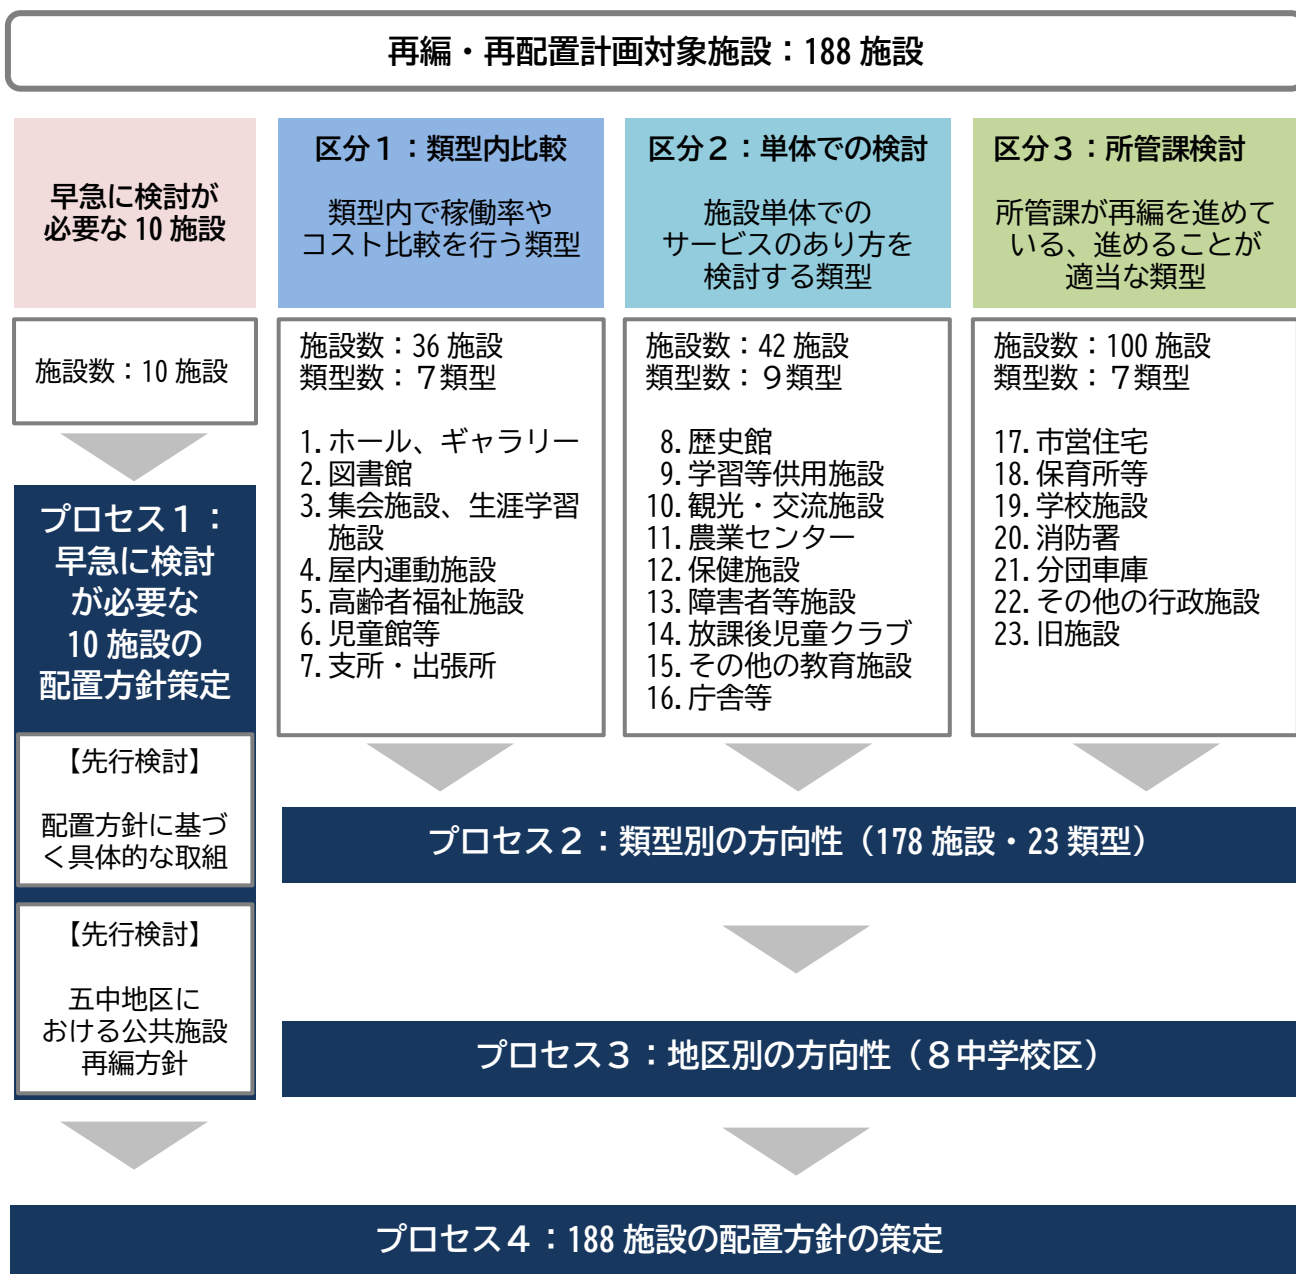 再編・再配置計画対象施設：188 施設
早急に検討が
必要な 10 施設
施設数：10 施設
プロセス１：
早急に検討
が必要な
10 施設の
配置方針策定
【先行検討】
配置方針に基づ
く具体的な取組
【先行検討】
五中地区に
おける公共施設
再編方針
区分１：類型内比較
類型内で稼働率や
コスト比較を行う類型
施設数：36 施設
類型数：７類型
1. ホール、ギャラリー
2. 図書館
3. 集会施設、生涯学習
施設
4. 屋内運動施設
5. 高齢者福祉施設
6. 児童館等
7. 支所・出張所
区分２：単体での検討
施設単体での
サービスのあり方を
検討する類型
施設数：42 施設
類型数：９類型
8. 歴史館
9. 学習等供用施設
10. 観光・交流施設
11. 農業センター
12. 保健施設
13. 障害者等施設
14. 放課後児童クラブ
15. その他の教育施設
16. 庁舎等
区分３：所管課検討
所管課が再編を進めて
いる、進めることが
適当な類型
施設数：100 施設
類型数：７類型
17. 市営住宅
18. 保育所等
19. 学校施設
20. 消防署
21. 分団車庫
22. その他の行政施設
23. 旧施設
プロセス２：類型別の方向性（178 施設・23 類型）
プロセス３：地区別の方向性（８中学校区）
プロセス４：188 施設の配置方針の策定